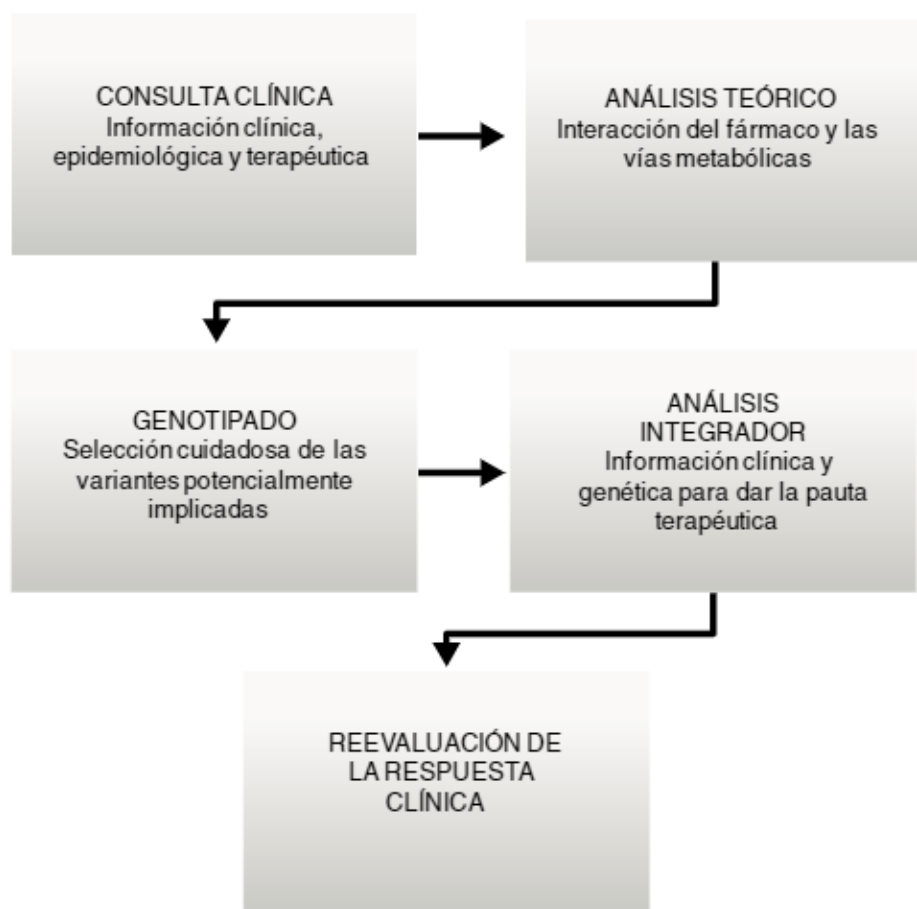 CONSULTA CLÍNICA
Información clínica,
epidemiológica y terapéutica
ANÁLISIS TEÓRICO
Interacción del fármaco y las
vías metabólicas
GENOTIPADO
Selección cuidadosa de las
variantes potencialmente
implicadas
ANÁLISIS
INTEGRADOR
Información clínica y
genética para dar la pauta
terapéutica
REEVALUACIÓN DE
LA RESPUESTA
CLÍNICA